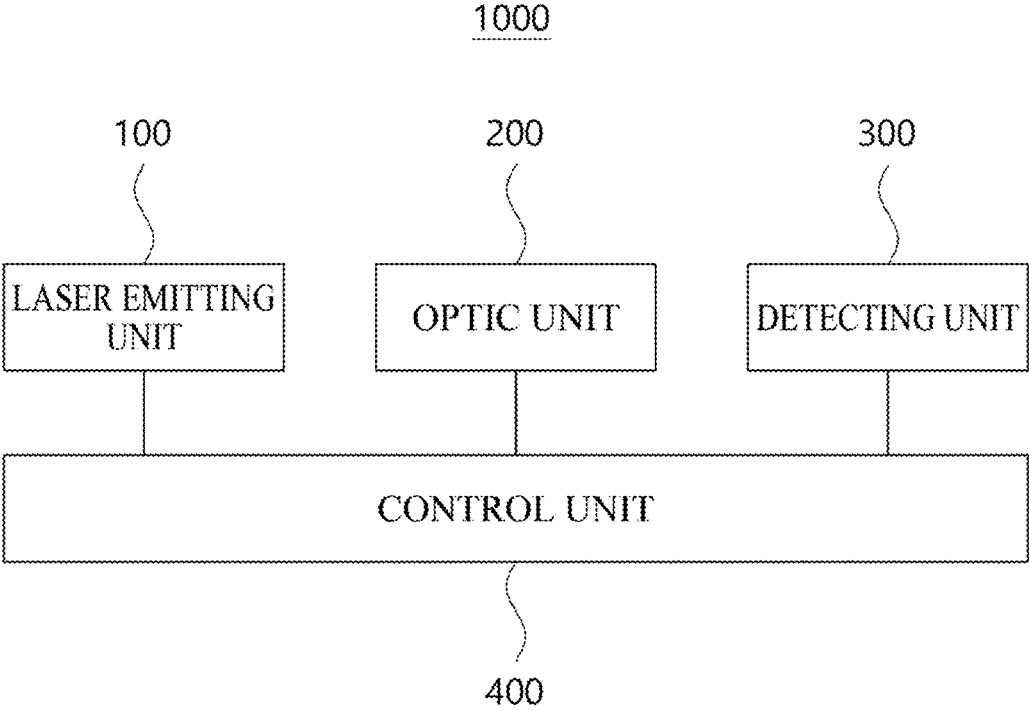 1000
100
200
300
LASER EMITTING
UNIT
OPTIC UNIT
DETECTING UNIT
CONTROL UNIT
400